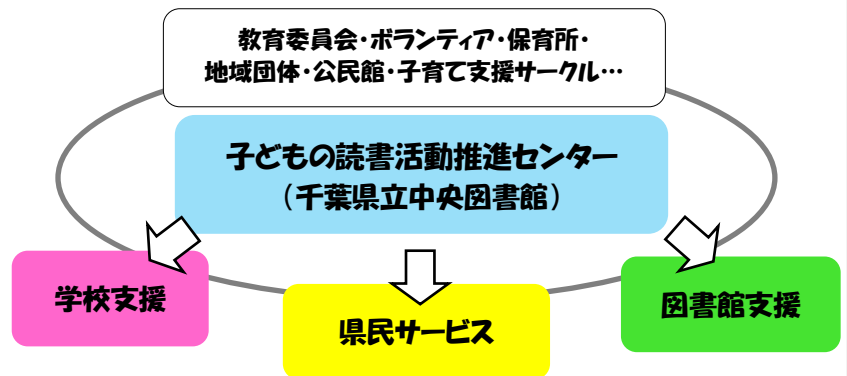 教育委員会・ボランティア・保育所・
地域団体・公民館・子育て支援サークル…
子どもの読書活動推進センター
（千葉県立中央図書館）
学校支援
県民サービス
図書館支援